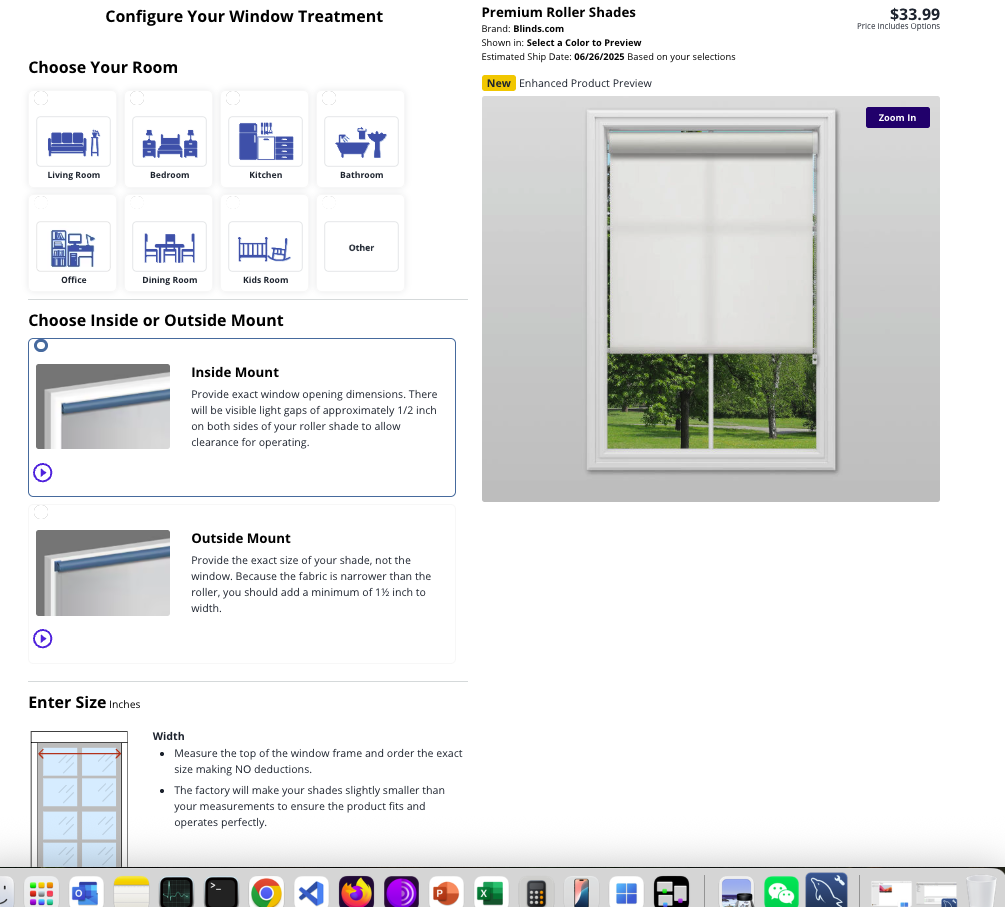 Configure Your Window Treatment
Premium Roller Shades
$33.99
Brand: Blinds.com
Price includes Options
Shown in: Select a Color to Preview
Estimated Ship Date: 06/26/2025 Based on your selections
New Enhanced Product Preview
Zoom In
Choose Your Room
Living Room
Bedroom
Kitchen
Bathroom
Office
Dining Room
Kids Room
Other
Choose Inside or Outside Mount
Inside Mount
Provide exact window opening dimensions. There
will be visible light gaps of approximately 1/2 inch
on both sides of your roller shade to allow
clearance for operating.
Outside Mount
Provide the exact size of your shade, not the
window. Because the fabric is narrower than the
roller, you should add a minimum of 1½ inch to
width.
Enter Size Inches
Width
Measure the top of the window frame and order the exact
size making NO deductions.
The factory will make your shades slightly smaller than
your measurements to ensure the product fits and
operates perfectly.